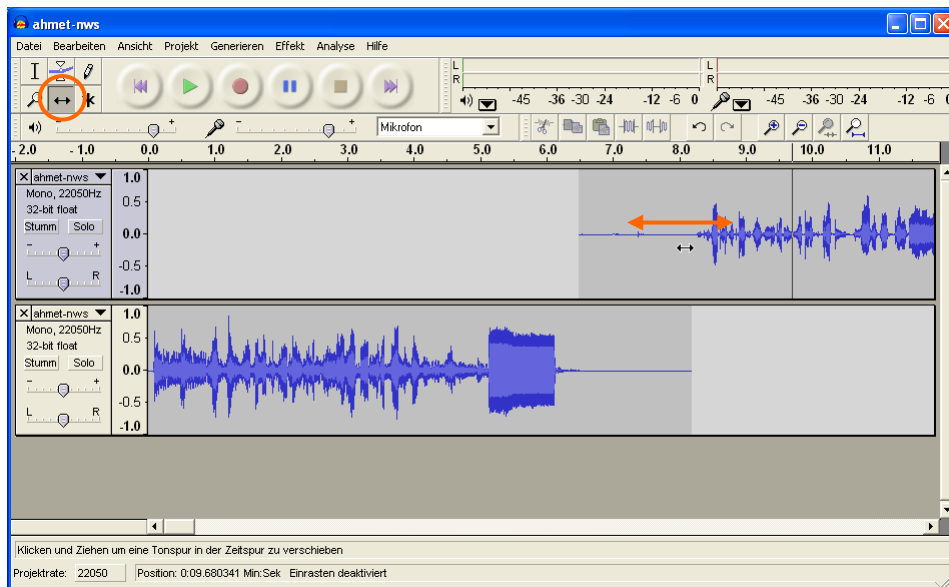 ahmet-nws
Datei Bearbeiten Ansicht Projekt Generieren Effekt Analyse Hilfe
L
R
-45 -36 -30 -24 -12 -6 0
L
R
-45 -36 -30 -24 -12 -6 0
- + - + Mikrofon
- 2.0 - 1.0 0.0 1.0 2.0 3.0 4.0 5.0 6.0 7.0 8.0 9.0 10.0 11.0
ahmet-nws
Mono, 22050Hz
32-bit float
Stumm Solo
- +
L R
1.0
0.5
0.0
-0.5
-1.0
ahmet-nws
Mono, 22050Hz
32-bit float
Stumm Solo
- +
L R
1.0
0.5
0.0
-0.5
-1.0
Klicken und Ziehen um eine Tonspur in der Zeitspur zu verschieben
Projektrate: 22050 Position: 0:09.680341 Min:Sek Einrasten deaktiviert